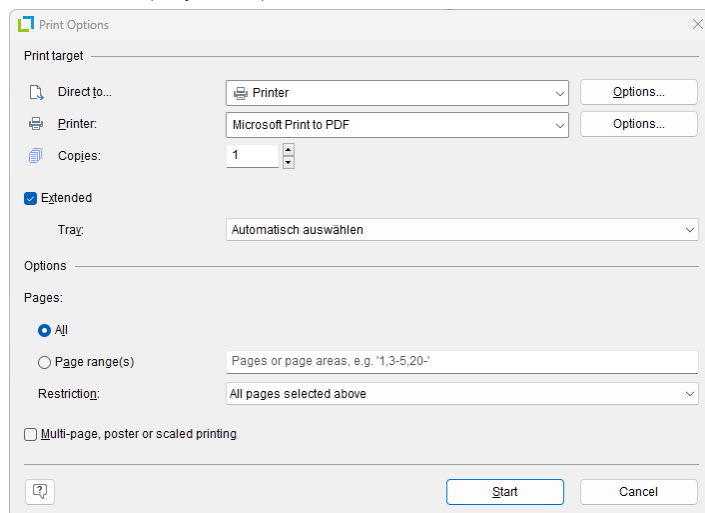 Print Options
Print target
Direct to...
Printer
Options...
Printer:
Microsoft Print to PDF
Options...
Copies:
1
Extended
Tray:
Automatisch auswählen
Options
Pages:
All
Page range(s)
Pages or page areas, e.g. '1,3-5,20-'
Restriction:
All pages selected above
Multi-page, poster or scaled printing
Start
Cancel